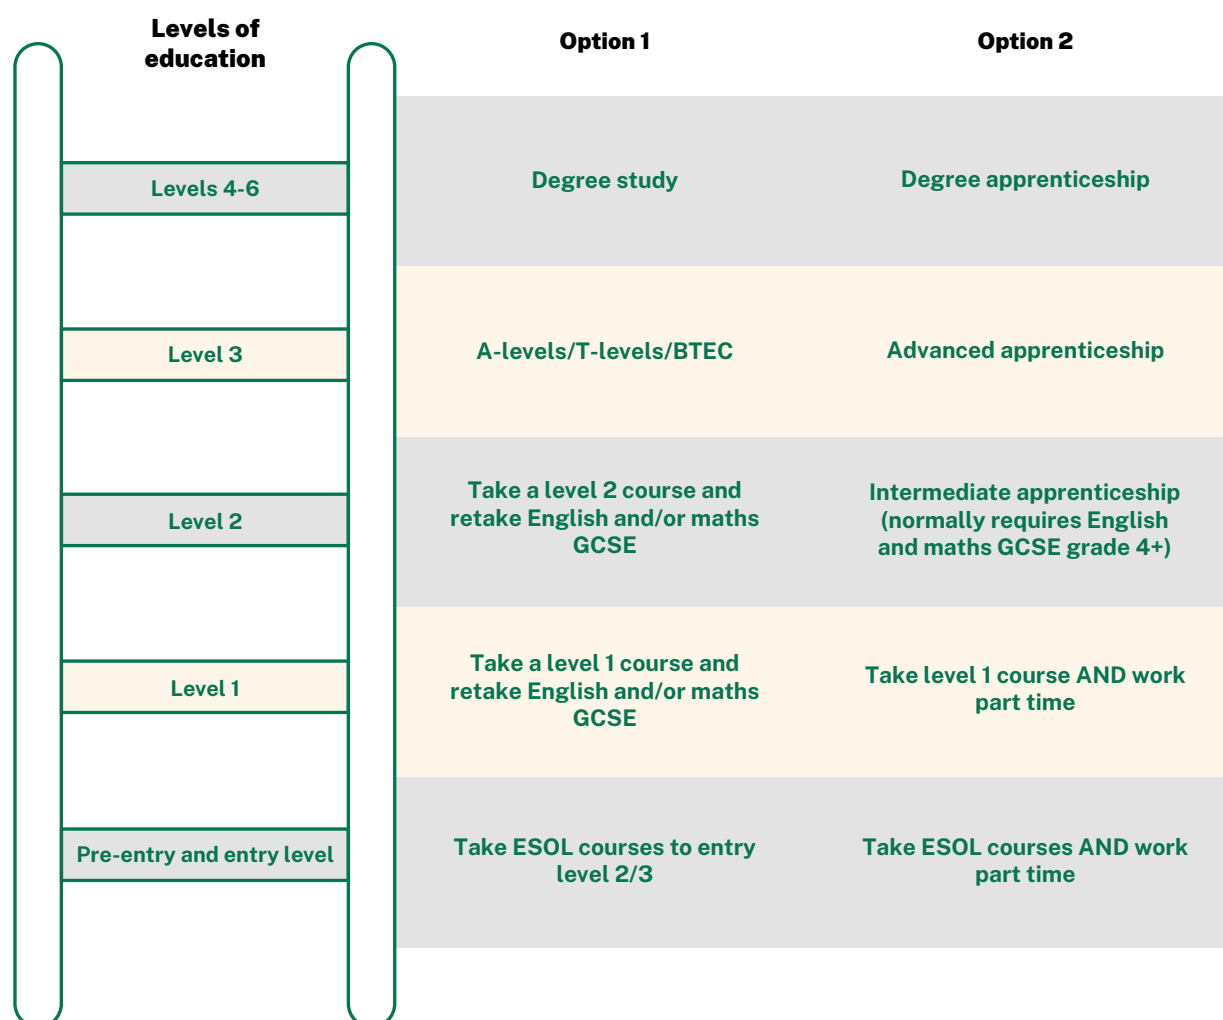 Levels of
education
Option 1
Option 2
Levels 4-6
Degree study
Degree apprenticeship
Level 3
A-levels/T-levels/BTEC
Advanced apprenticeship
Level 2
Take a level 2 course and
retake English and/or maths
GCSE
Intermediate apprenticeship
(normally requires English
and maths GCSE grade 4+)
Level 1
Take a level 1 course and
retake English and/or maths
GCSE
Take level 1 course AND work
part time
Pre-entry and entry level
Take ESOL courses to entry
level 2/3
Take ESOL courses AND work
part time